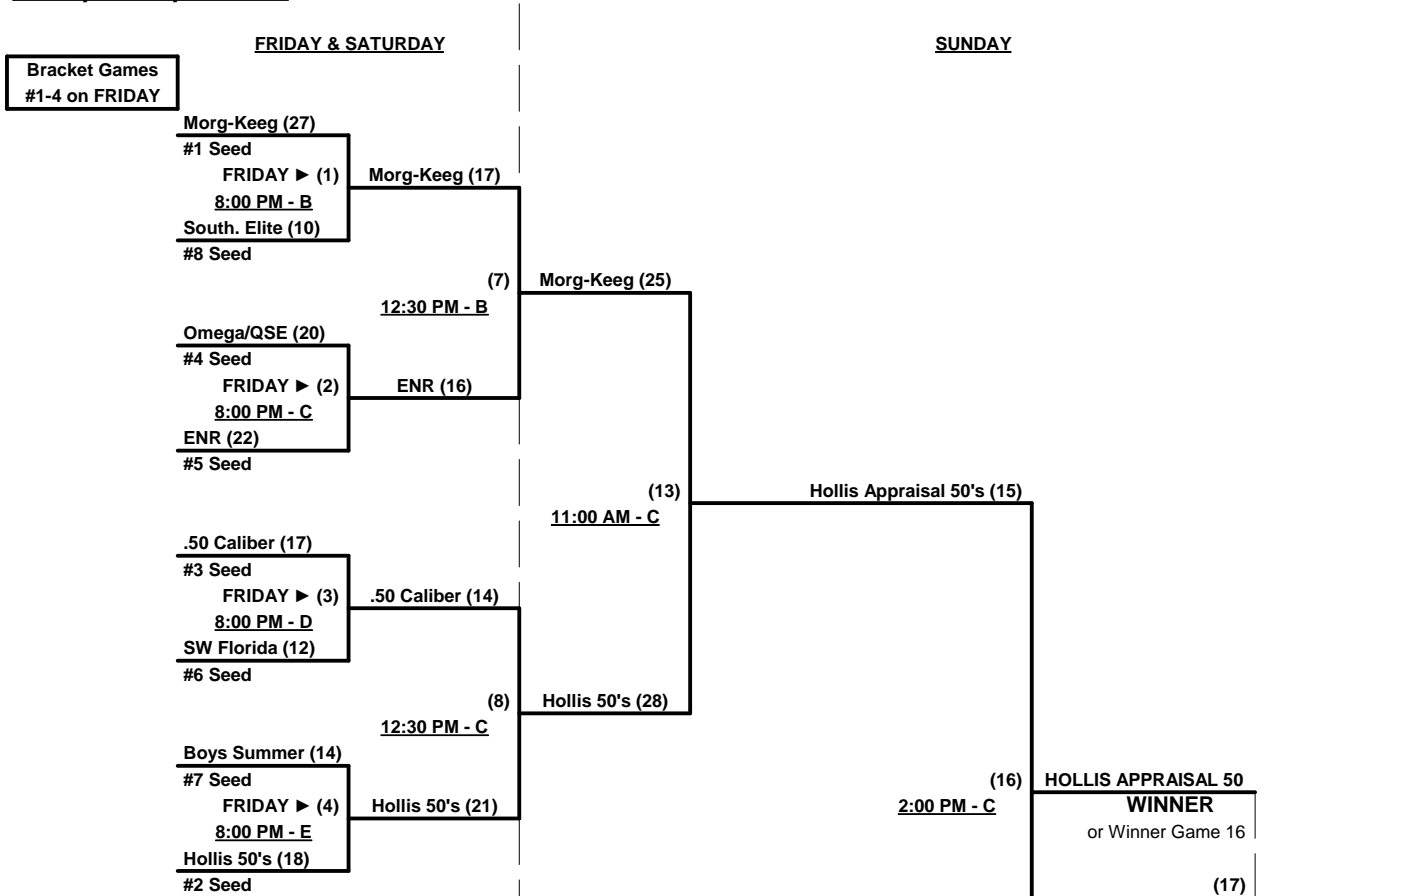 FRIDAY & SATURDAY
SUNDAY
Bracket Games
#1-4 on FRIDAY
Morg-Keeg (27)
#1 Seed
FRIDAY ► (1)
Morg-Keeg (17)
8:00 PM - B
South. Elite (10)
#8 Seed
(7)
Morg-Keeg (25)
12:30 PM - B
Omega/QSE (20)
#4 Seed
FRIDAY ► (2)
ENR (16)
8:00 PM - C
ENR (22)
#5 Seed
(13)
Hollis Appraisal 50's (15)
11:00 AM - C
.50 Caliber (17)
#3 Seed
FRIDAY ► (3)
.50 Caliber (14)
8:00 PM - D
SW Florida (12)
#6 Seed
(8)
Hollis 50's (28)
12:30 PM - C
Boys Summer (14)
#7 Seed
(16)
HOLLIS APPRAISAL 50
FRIDAY ► (4)
Hollis 50's (21)
2:00 PM - C
WINNER
8:00 PM - E
or Winner Game 16
Hollis 50's (18)
#2 Seed
(17)